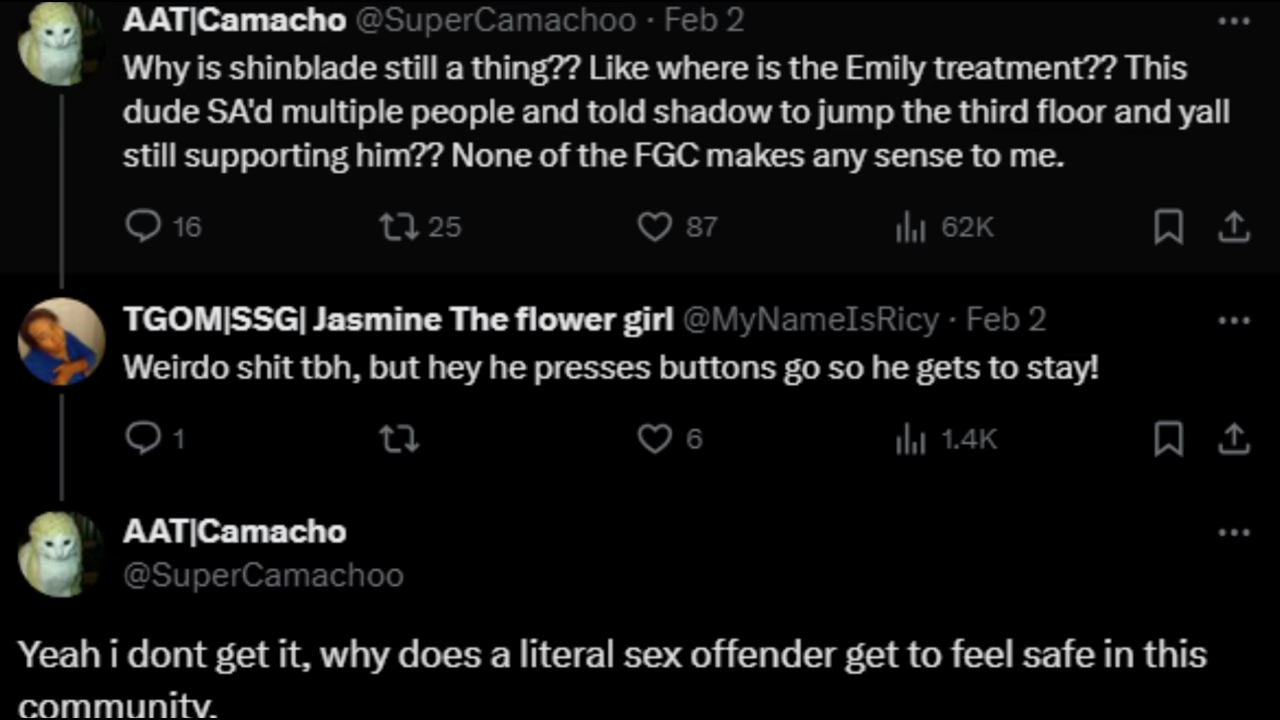 AAT|Camacho @SuperCamachoo · Feb 2
Why is shinblade still a thing?? Like where is the Emily treatment?? This
dude SA'd multiple people and told shadow to jump the third floor and yall
still supporting him?? None of the FGC makes any sense to me.
16 25 87 62K
TGOM|SSG| Jasmine The flower girl @MyNameIsRicy · Feb 2
Weirdo shit tbh, but hey he presses buttons go so he gets to stay!
1 6 1.4K
AAT|Camacho
@SuperCamachoo
Yeah i dont get it, why does a literal sex offender get to feel safe in this
community.